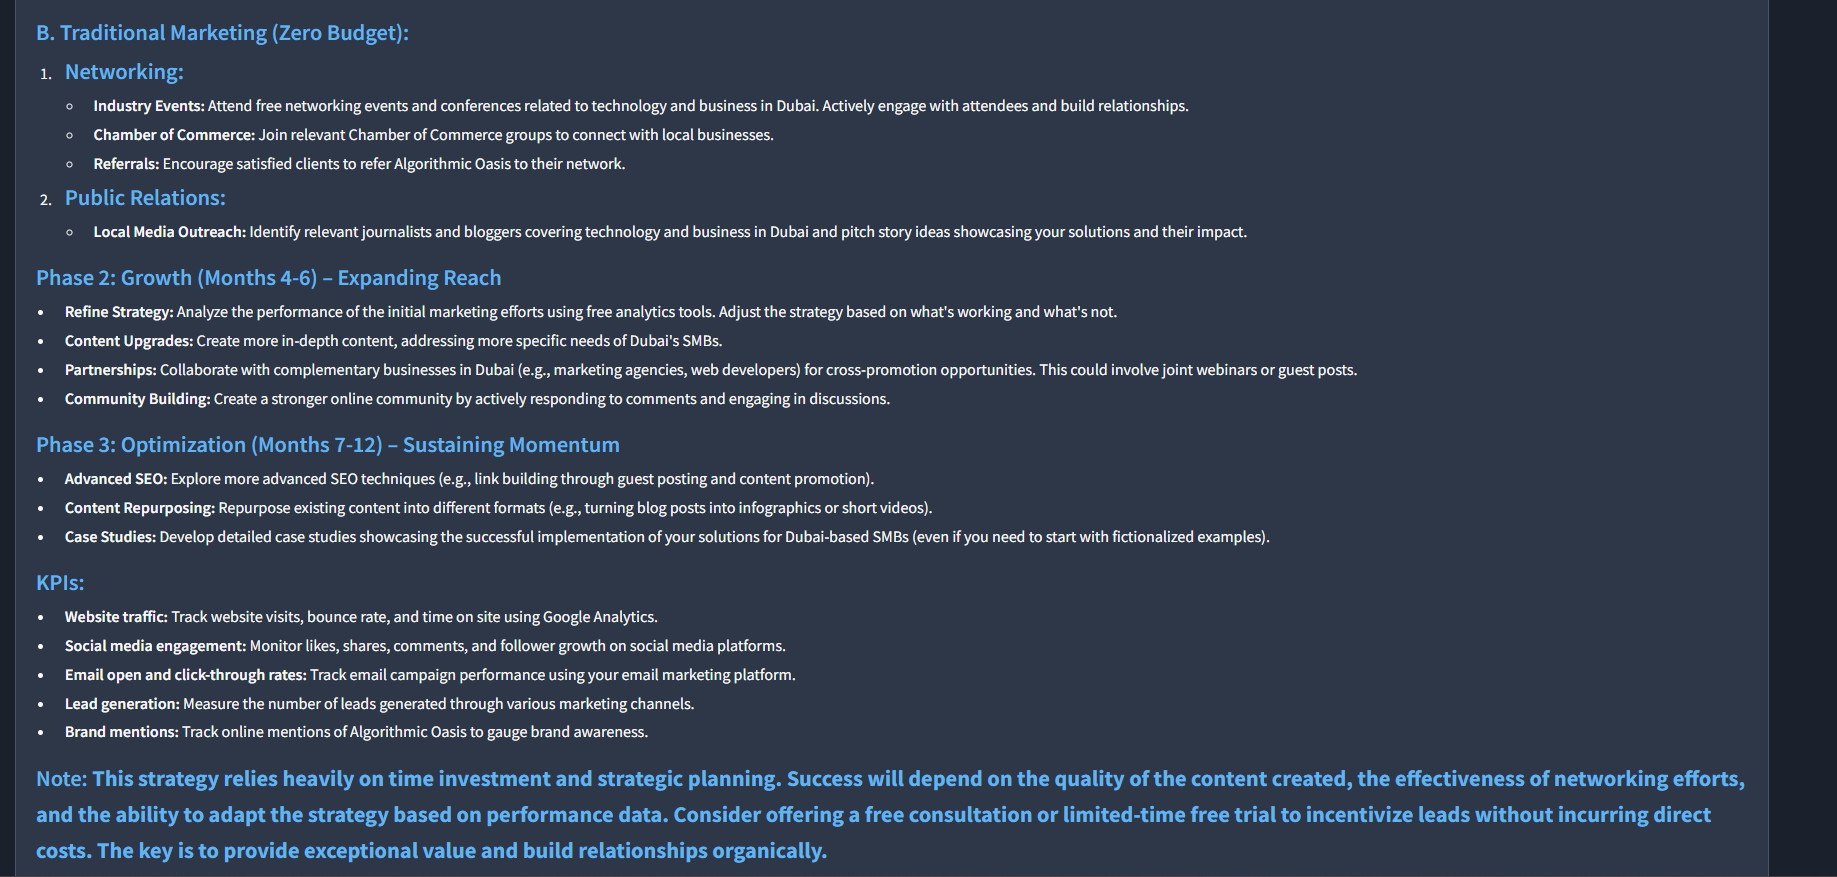 B. Traditional Marketing (Zero Budget):
1. Networking:
○ Industry Events: Attend free networking events and conferences related to technology and business in Dubai. Actively engage with attendees and build relationships.
○ Chamber of Commerce: Join relevant Chamber of Commerce groups to connect with local businesses.
○ Referrals: Encourage satisfied clients to refer Algorithmic Oasis to their network.
2. Public Relations:
○ Local Media Outreach: Identify relevant journalists and bloggers covering technology and business in Dubai and pitch story ideas showcasing your solutions and their impact.
Phase 2: Growth (Months 4-6) – Expanding Reach
• Refine Strategy: Analyze the performance of the initial marketing efforts using free analytics tools. Adjust the strategy based on what's working and what's not.
• Content Upgrades: Create more in-depth content, addressing more specific needs of Dubai's SMBs.
• Partnerships: Collaborate with complementary businesses in Dubai (e.g., marketing agencies, web developers) for cross-promotion opportunities. This could involve joint webinars or guest posts.
• Community Building: Create a stronger online community by actively responding to comments and engaging in discussions.
Phase 3: Optimization (Months 7-12) – Sustaining Momentum
• Advanced SEO: Explore more advanced SEO techniques (e.g., link building through guest posting and content promotion).
• Content Repurposing: Repurpose existing content into different formats (e.g., turning blog posts into infographics or short videos).
• Case Studies: Develop detailed case studies showcasing the successful implementation of your solutions for Dubai-based SMBs (even if you need to start with fictionalized examples).
KPIs:
• Website traffic: Track website visits, bounce rate, and time on site using Google Analytics.
• Social media engagement: Monitor likes, shares, comments, and follower growth on social media platforms.
• Email open and click-through rates: Track email campaign performance using your email marketing platform.
• Lead generation: Measure the number of leads generated through various marketing channels.
• Brand mentions: Track online mentions of Algorithmic Oasis to gauge brand awareness.
Note: This strategy relies heavily on time investment and strategic planning. Success will depend on the quality of the content created, the effectiveness of networking efforts,
and the ability to adapt the strategy based on performance data. Consider offering a free consultation or limited-time free trial to incentivize leads without incurring direct
costs. The key is to provide exceptional value and build relationships organically.